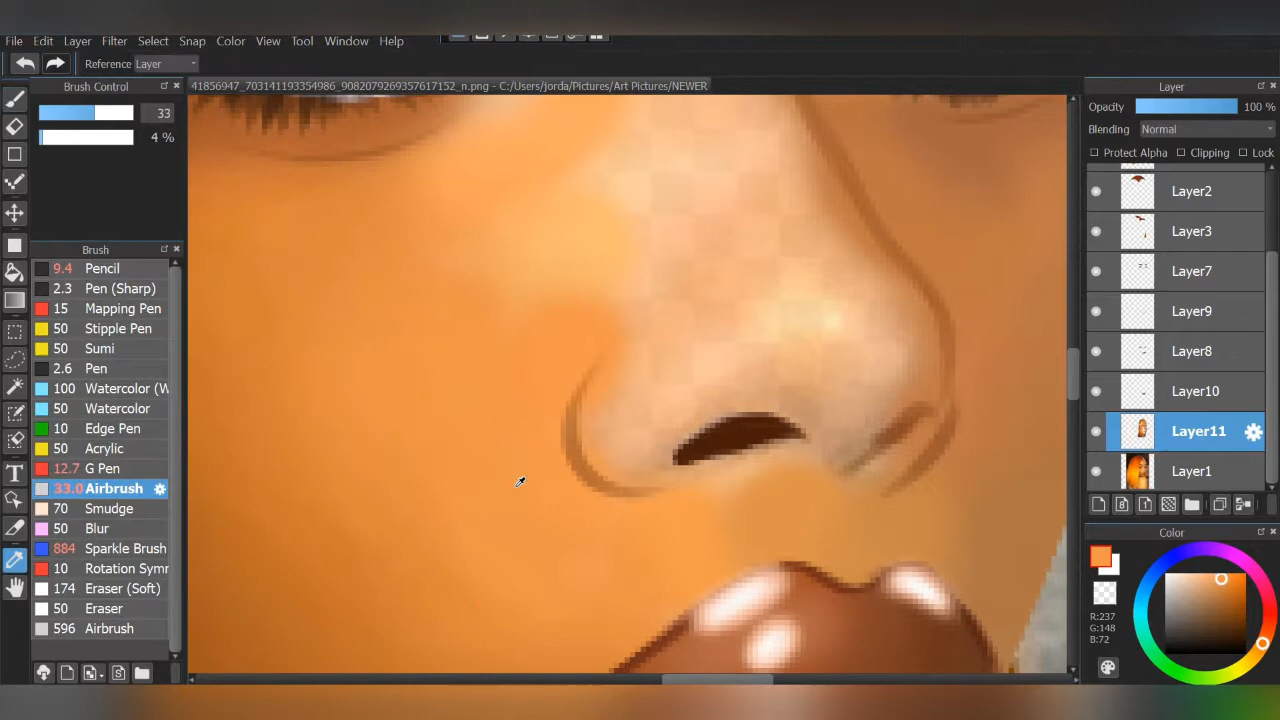 File Edit Layer Filter Select Snap Color View Tool Window Help
Reference Layer
Brush Control
33
4 %
41856947_703141193354986_9082079269357617152_n.png - C:/Users/jorda/Pictures/Art Pictures/NEWER
Brush
9.4 Pencil
2.3 Pen (Sharp)
15 Mapping Pen
50 Stipple Pen
50 Sumi
2.6 Pen
100 Watercolor (W
50 Watercolor
10 Edge Pen
50 Acrylic
12.7 G Pen
33.0 Airbrush
70 Smudge
50 Blur
884 Sparkle Brush
10 Rotation Symr
174 Eraser (Soft)
50 Eraser
596 Airbrush
T
S
Layer
Opacity 100 %
Blending Normal
Protect Alpha Clipping Lock
Layer2
Layer3
Layer7
Layer9
Layer8
Layer10
Layer11
Layer1
8 1
Color
R:237
G:148
B:72